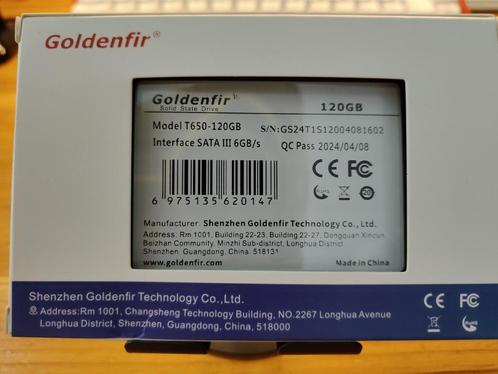 Goldenfir®
Goldenfir
Solid State Drive
120GB
Model T650-120GB
S/N:GS24T1S12004081602
Interface SATA III 6GB/s
QC Pass 2024/04/08
CE FC
RoHS
20
6 975135 620147
Manufacturer: Shenzhen Goldenfir Technology Co., Ltd.
Address: Rm 1001, Building 22-23, Building 22-27, Dongquan Xincun,
Beizhan Community, Minzhi Sub-district, Longhua District
Shenzhen, Guangdong, China, 518131
www.goldenfir.com
Made in China
Shenzhen Goldenfir Technology Co.,Ltd.
Address:Rm 1001, Changsheng Technology Building, NO.2267 Longhua Avenue
Longhua District, Shenzhen, Guangdong, China, 518000
CE FC
RoHS